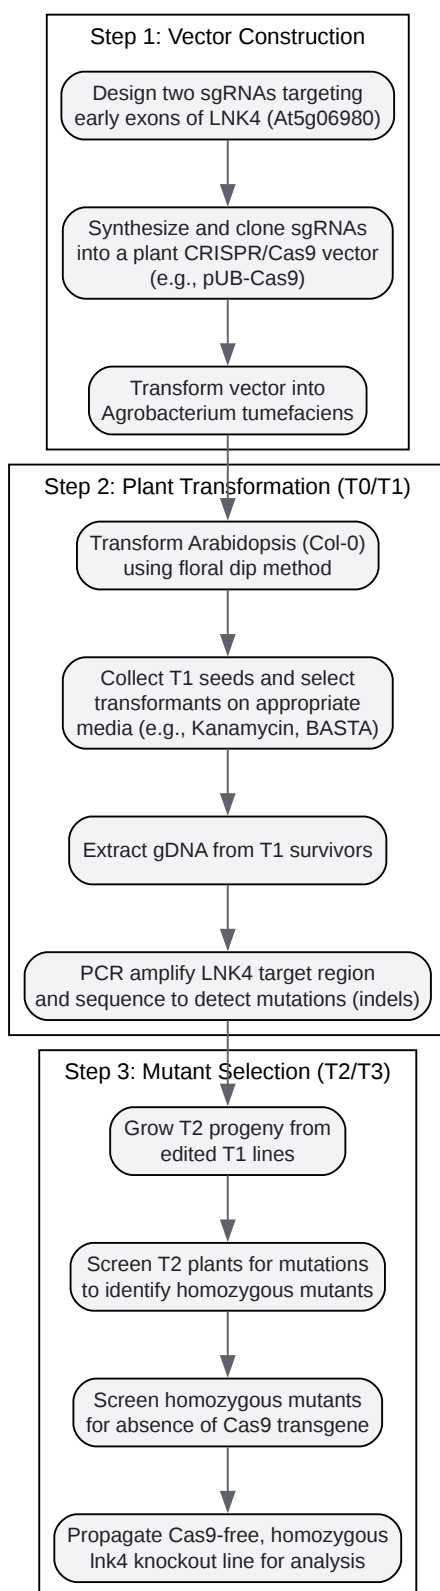 Step 1: Vector Construction
Design two sgRNAs targeting
early exons of LNK4 (At5g06980)
Synthesize and clone sgRNAs
into a plant CRISPR/Cas9 vector
(e.g., pUB-Cas9)
Transform vector into
Agrobacterium tumefaciens
Step 2: Plant Transformation (T0/T1)
Transform Arabidopsis (Col-0)
using floral dip method
Collect T1 seeds and select
transformants on appropriate
media (e.g., Kanamycin, BASTA)
Extract gDNA from T1 survivors
PCR amplify LNK4 target region
and sequence to detect mutations (indels)
Step 3: Mutant Selection (T2/T3)
Grow T2 progeny from
edited T1 lines
Screen T2 plants for mutations
to identify homozygous mutants
Screen homozygous mutants
for absence of Cas9 transgene
Propagate Cas9-free, homozygous
lnk4 knockout line for analysis